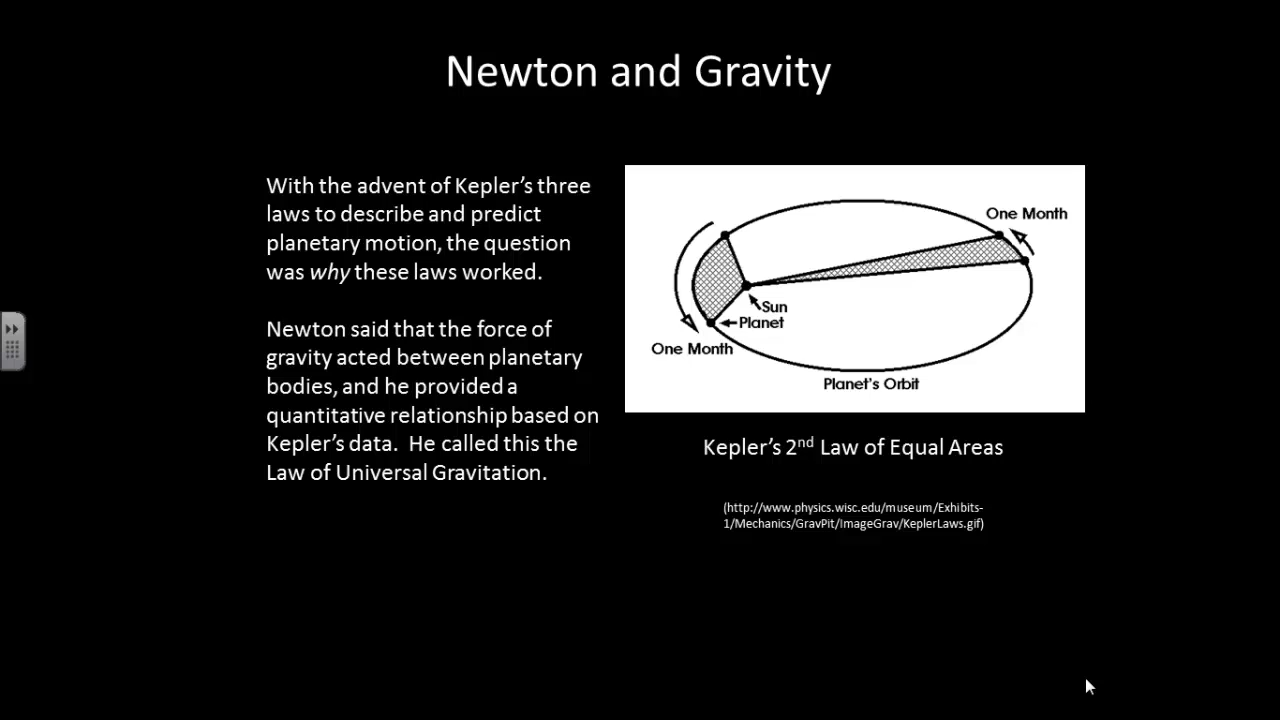 Newton and Gravity
With the advent of Kepler’s three
laws to describe and predict
planetary motion, the question
was why these laws worked.
Newton said that the force of
gravity acted between planetary
bodies, and he provided a
quantitative relationship based on
Kepler’s data.  He called this the
Law of Universal Gravitation.
One Month
Sun
Planet
One Month
Planet's Orbit
Kepler’s 2nd Law of Equal Areas
(http://www.physics.wisc.edu/museum/Exhibits-
1/Mechanics/GravPit/ImageGrav/KeplerLaws.gif)